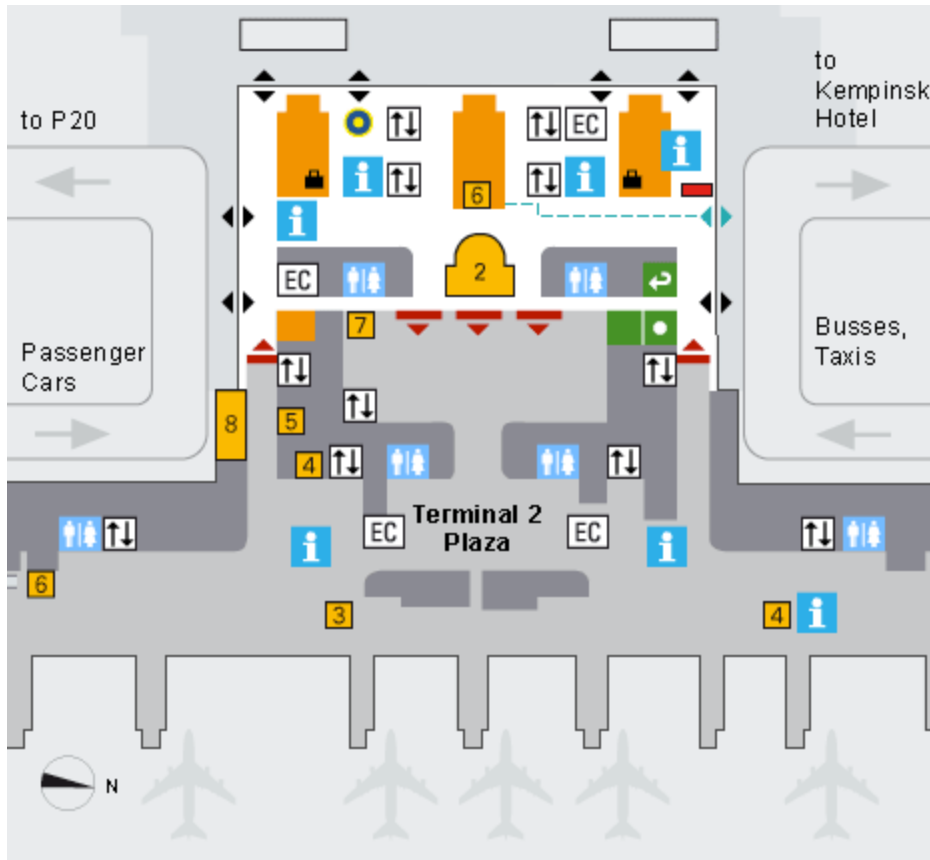 to
Kempinsk
Hotel
to P20
EC
6
2
EC
7
Busses,
Taxis
Passenger
Cars
8
5
4
Terminal 2
Plaza
EC
EC
6
3
4
N